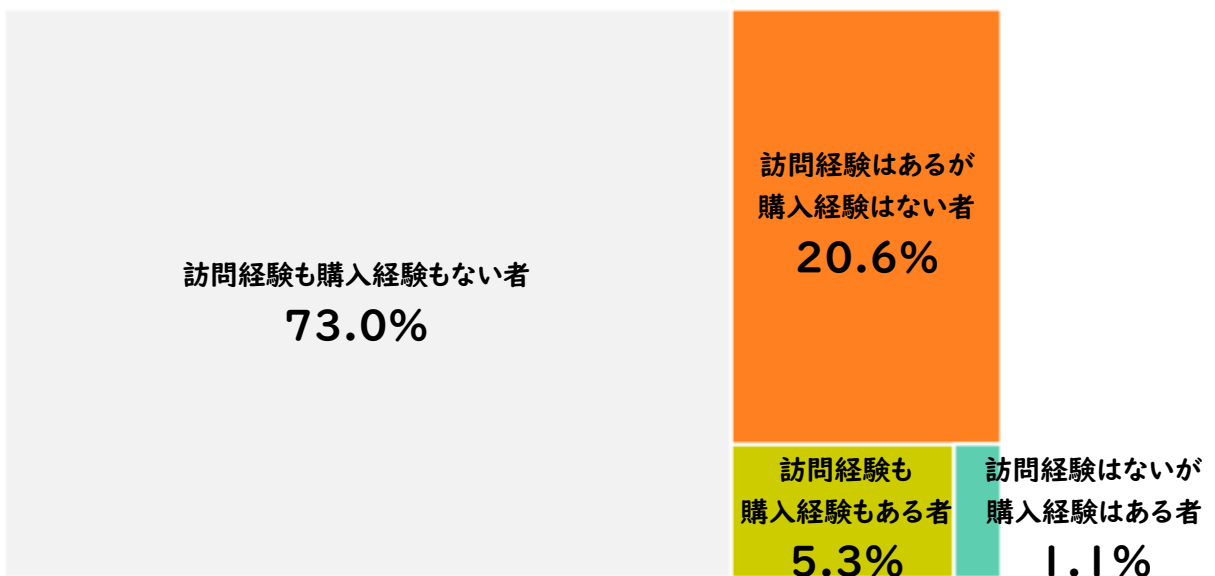 訪問経験も購入経験もない者
73.0%
訪問経験はあるが
購入経験はない者
20.6%
訪問経験も
購入経験もある者
5.3%
訪問経験はないが
購入経験はある者
1.1%